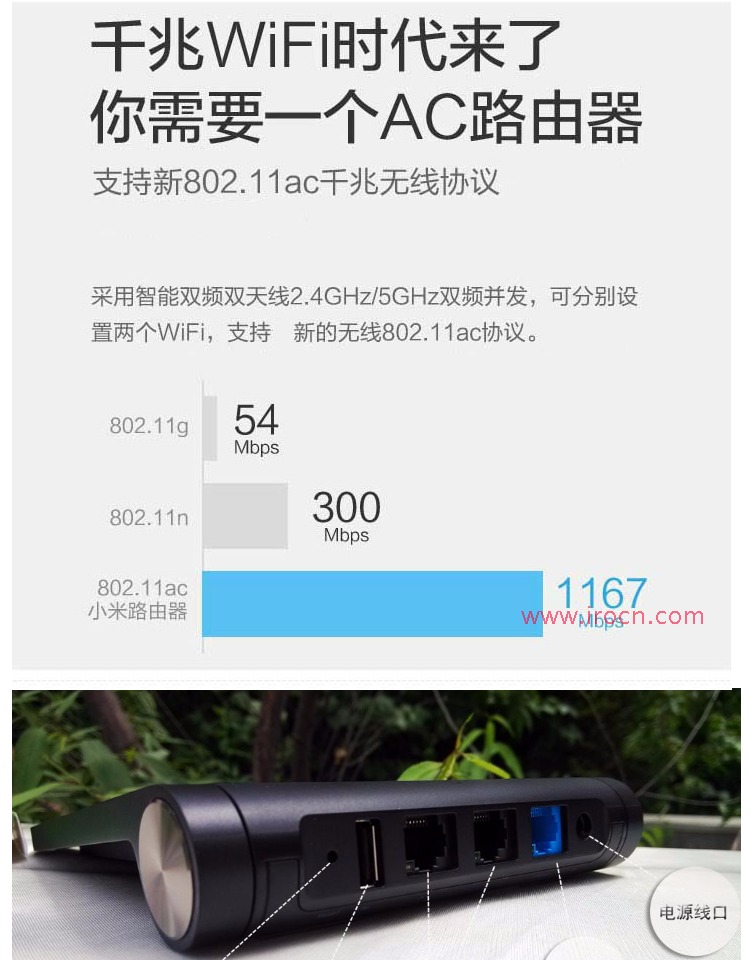 千兆WiFi时代来了
你需要一个AC路由器
支持新802.11ac千兆无线协议
采用智能双频双天线2.4GHz/5GHz双频并发，可分别设
置两个WiFi，支持 新的无线802.11ac协议。
802.11g
54
Mbps
802.11n
300
Mbps
802.11ac
小米路由器
1167
Mbps
www.irocn.com
电源线口